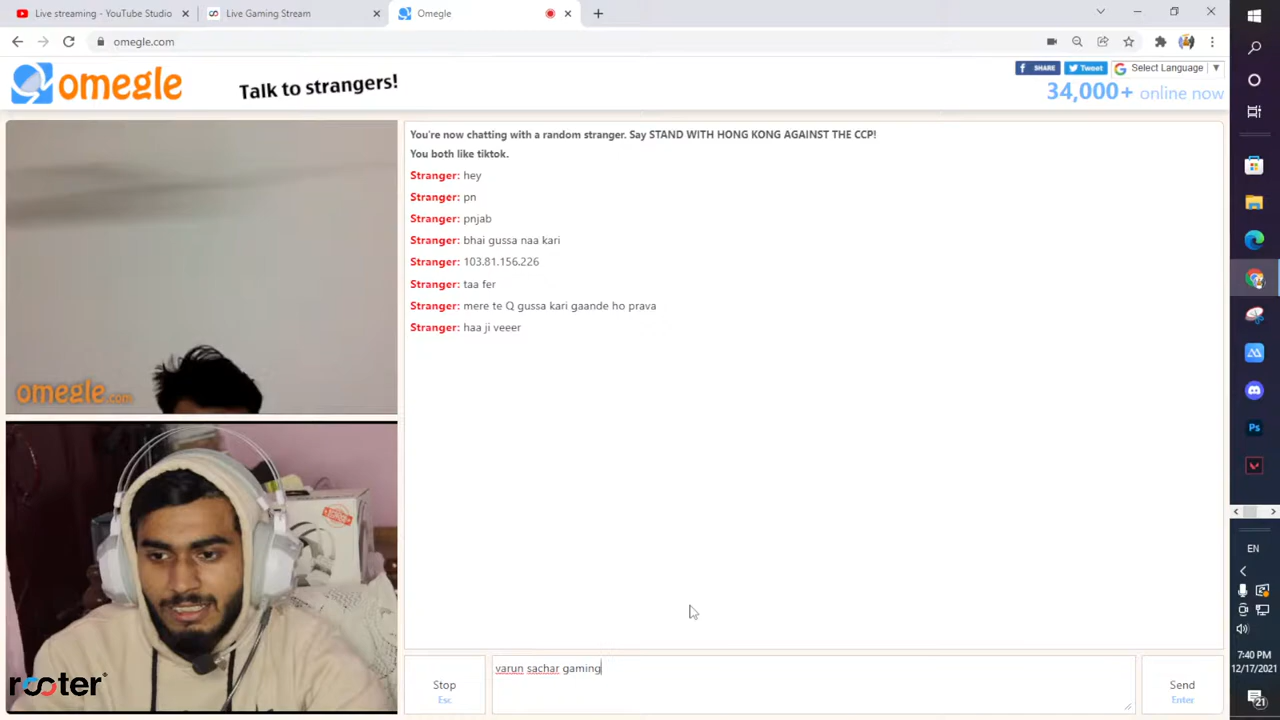 Live streaming - YouTube Studio
Live Gaming Stream
Omegle
omegle.com
omegle
Talk to strangers!
SHARE
Tweet
Select Language
34,000+ online now
You're now chatting with a random stranger. Say STAND WITH HONG KONG AGAINST THE CCP!
You both like tiktok.
Stranger: hey
Stranger: pn
Stranger: pnjab
Stranger: bhai gussa naa kari
Stranger: 103.81.156.226
Stranger: taa fer
Stranger: mere te Q gussa kari gaande ho prava
Stranger: haa ji veeer
omegle.com
rooter
Stop
Esc
varun sachar gaming
Send
Enter
Ps
EN
7:40 PM
12/17/2021
21